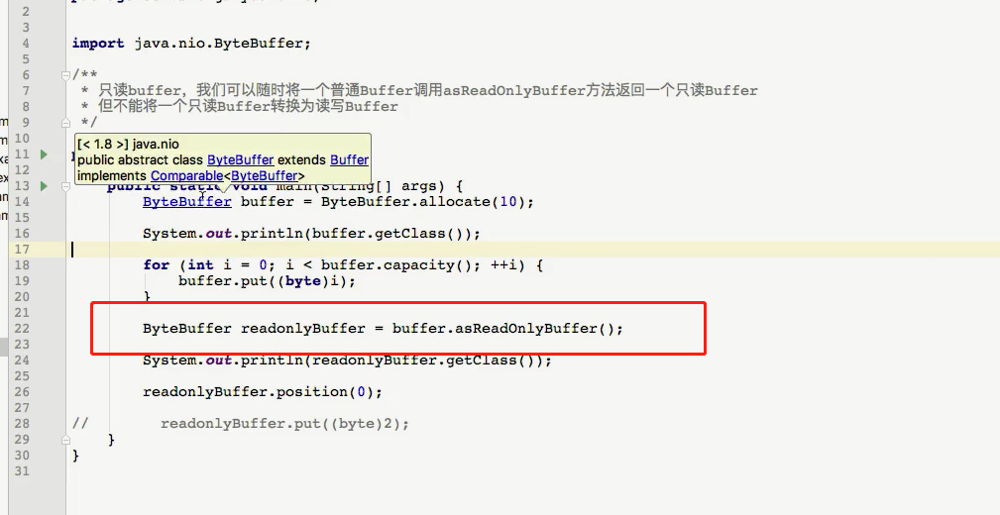 2
3
4 import java.nio.ByteBuffer;
5
6 /**
7 * 只读buffer，我们可以随时将一个普通Buffer调用asReadOnlyBuffer方法返回一个只读Buffer
8 * 但不能将一个只读Buffer转换为读写Buffer
9 */
10 [< 1.8 >] java.nio
11 public abstract class ByteBuffer extends Buffer
12 implements Comparable<ByteBuffer>
13 public static void main(String[] args) {
14 ByteBuffer buffer = ByteBuffer.allocate(10);
15
16 System.out.println(buffer.getClass());
17
18 for (int i = 0; i < buffer.capacity(); ++i) {
19 buffer.put((byte)i);
20 }
21
22 ByteBuffer readonlyBuffer = buffer.asReadOnlyBuffer();
23
24 System.out.println(readonlyBuffer.getClass());
25
26 readonlyBuffer.position(0);
27
28 // readonlyBuffer.put((byte)2);
29 }
30 }
31